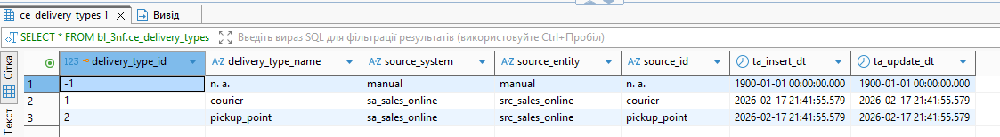 ce_delivery_types 1 Вивід
SELECT * FROM bl_3nf.ce_delivery_types Введіть вираз SQL для фільтрації результатів (використовуйте Ctrl+Пробіл)
Сітка
Текст
123 delivery_type_id A-Z delivery_type_name A-Z source_system A-Z source_entity A-Z source_id ta_insert_dt ta_update_dt
1 -1 n. a. manual manual n. a. 1900-01-01 00:00:00.000 1900-01-01 00:00:00.000
2 1 courier sa_sales_online src_sales_online courier 2026-02-17 21:41:55.579 2026-02-17 21:41:55.579
3 2 pickup_point sa_sales_online src_sales_online pickup_point 2026-02-17 21:41:55.579 2026-02-17 21:41:55.579